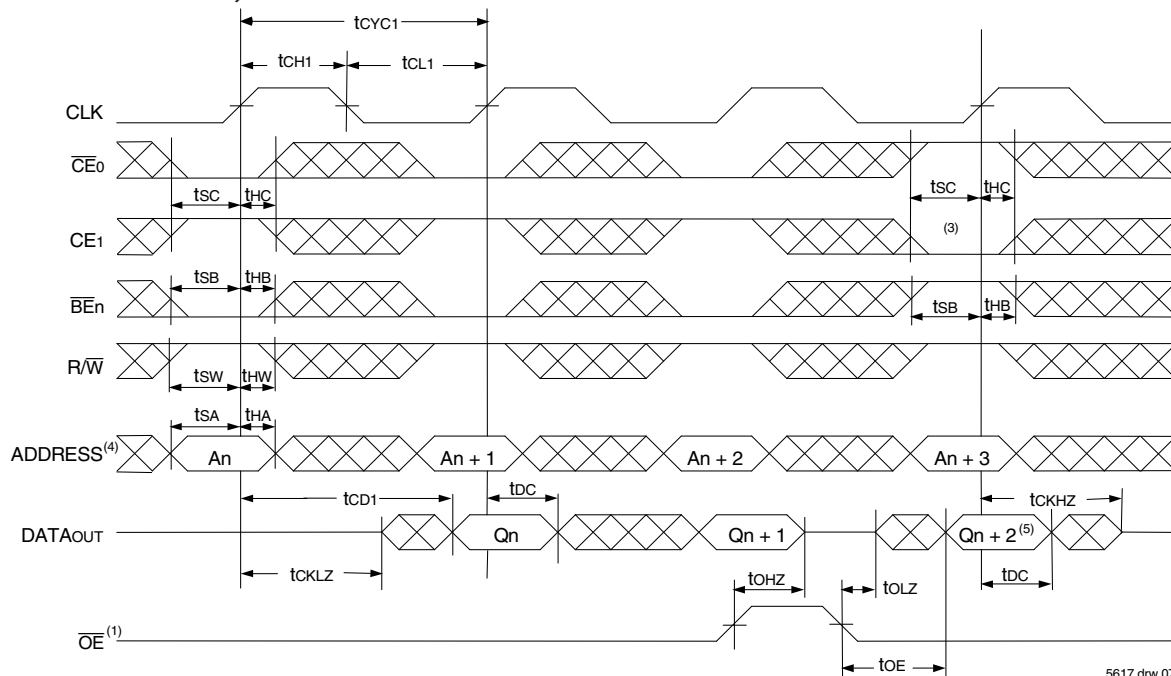 tCYC1
tCH1 tCL1
CLK
CE0
tSC tHC tSC tHC
CE1 (3)
tSB tHB
BEn tSB tHB
R/W
tSW tHW
tSA tHA
ADDRESS(4) An An + 1 An + 2 An + 3
tCD1 tDC tCKHZ
DATAOUT Qn Qn + 1 Qn + 2(5)
tCKLZ tOHZ tOLZ tDC
OE(1)
tOE
5617 drw 07